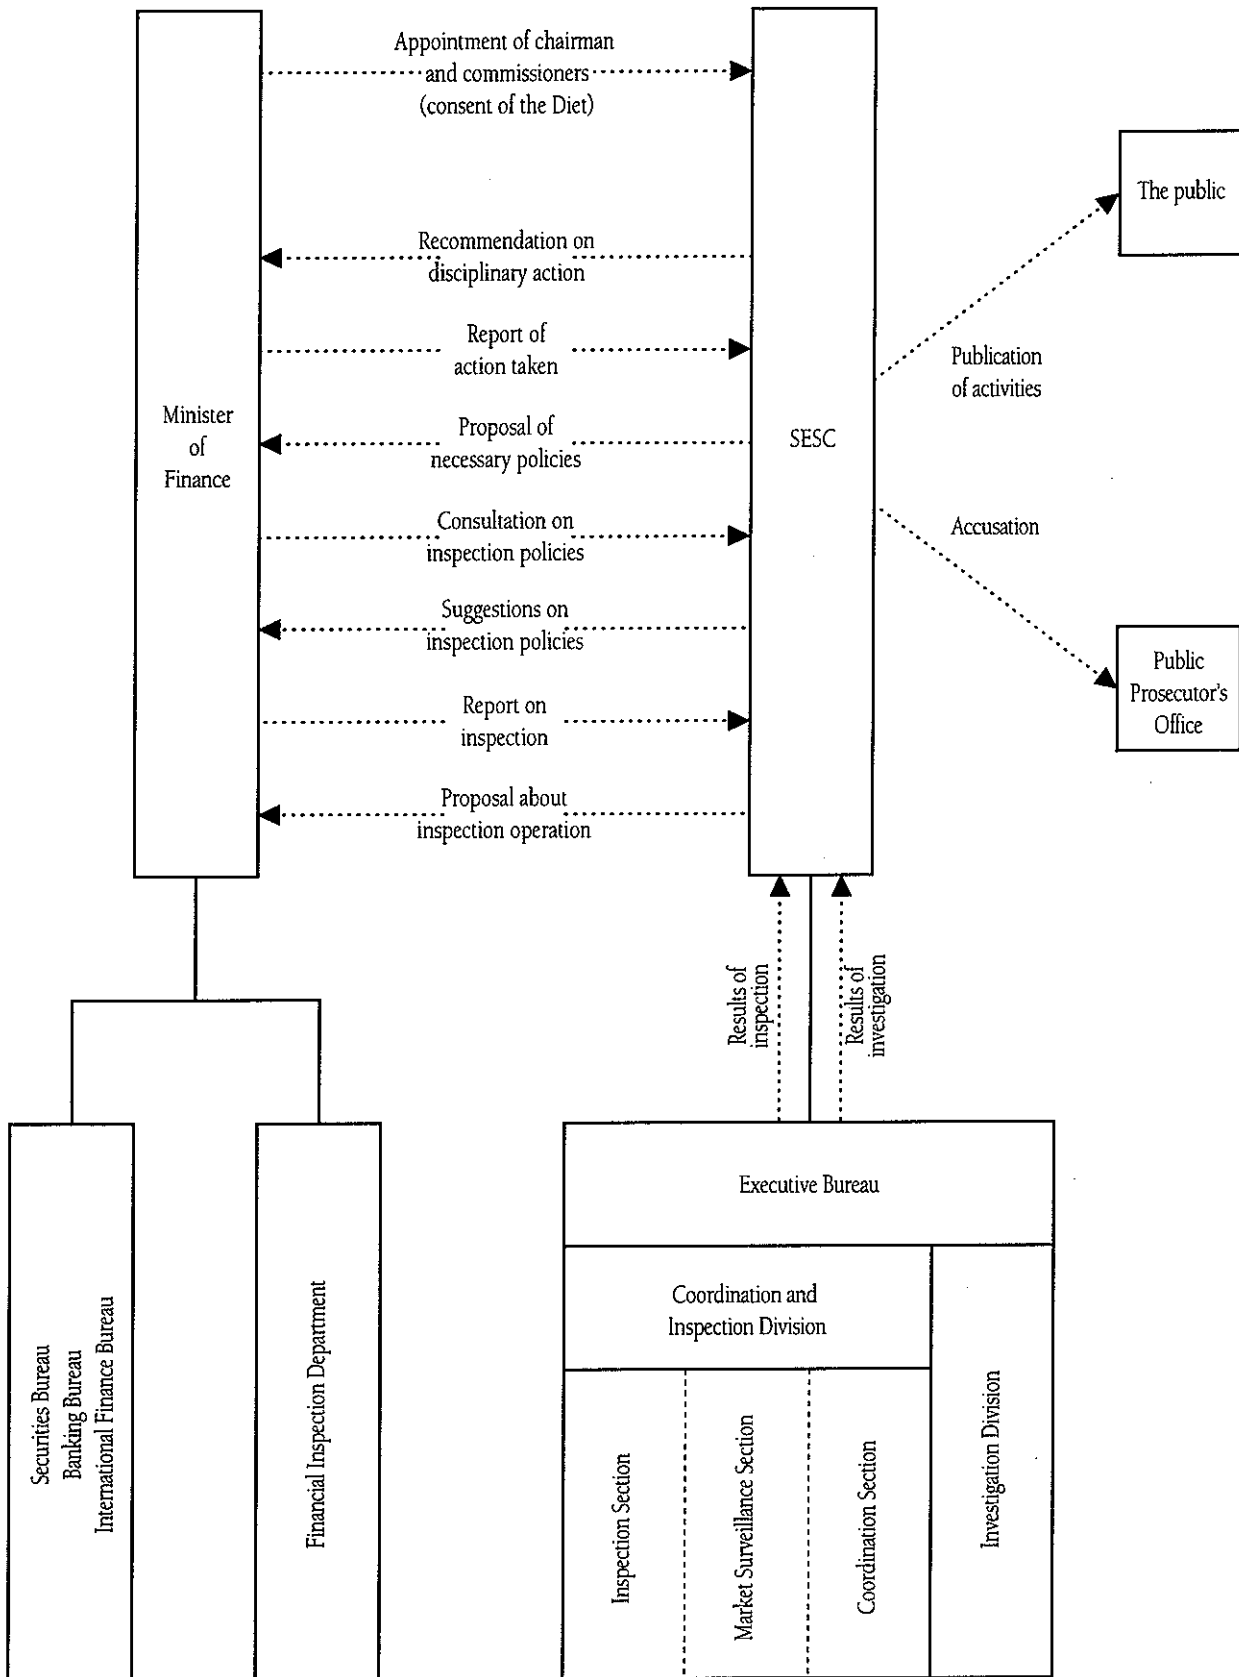 Appointment of chairman
and commissioners
(consent of the Diet)
The public
Recommendation on
disciplinary action
Report of
action taken
Publication
of activities
Minister
of
Finance
Proposal of
necessary policies
SESC
Consultation on
inspection policies
Accusation
Suggestions on
inspection policies
Public
Prosecutor's
Office
Report on
inspection
Proposal about
inspection operation
Results of
inspection
Results of
investigation
Executive Bureau
Coordination and
Inspection Division
Securities Bureau
Banking Bureau
International Finance Bureau
Financial Inspection Department
Inspection Section
Market Surveillance Section
Coordination Section
Investigation Division